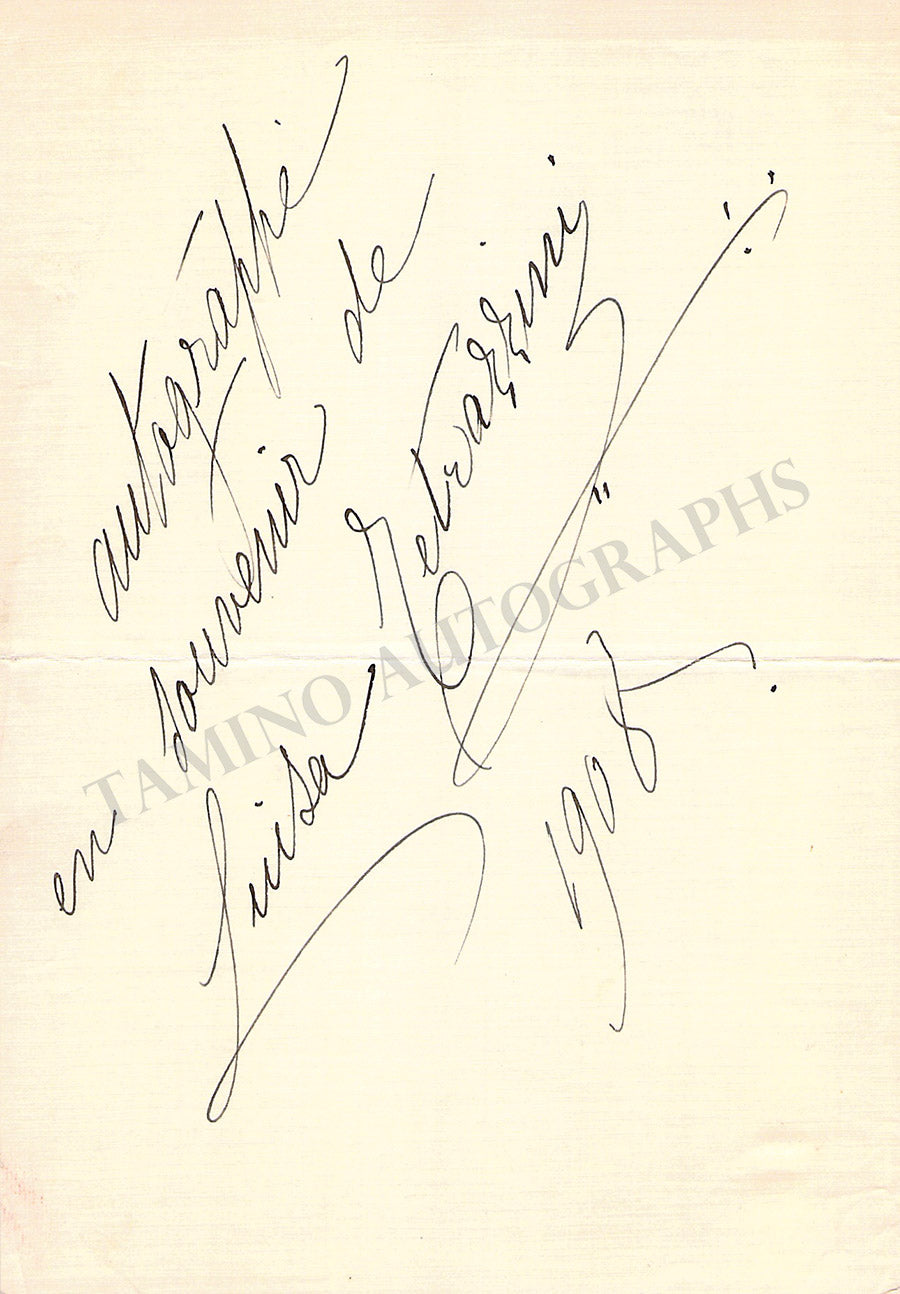 autographe
en souvenir de
Luisa Tetrazzini
1908.
TAMINO AUTOGRAPHS